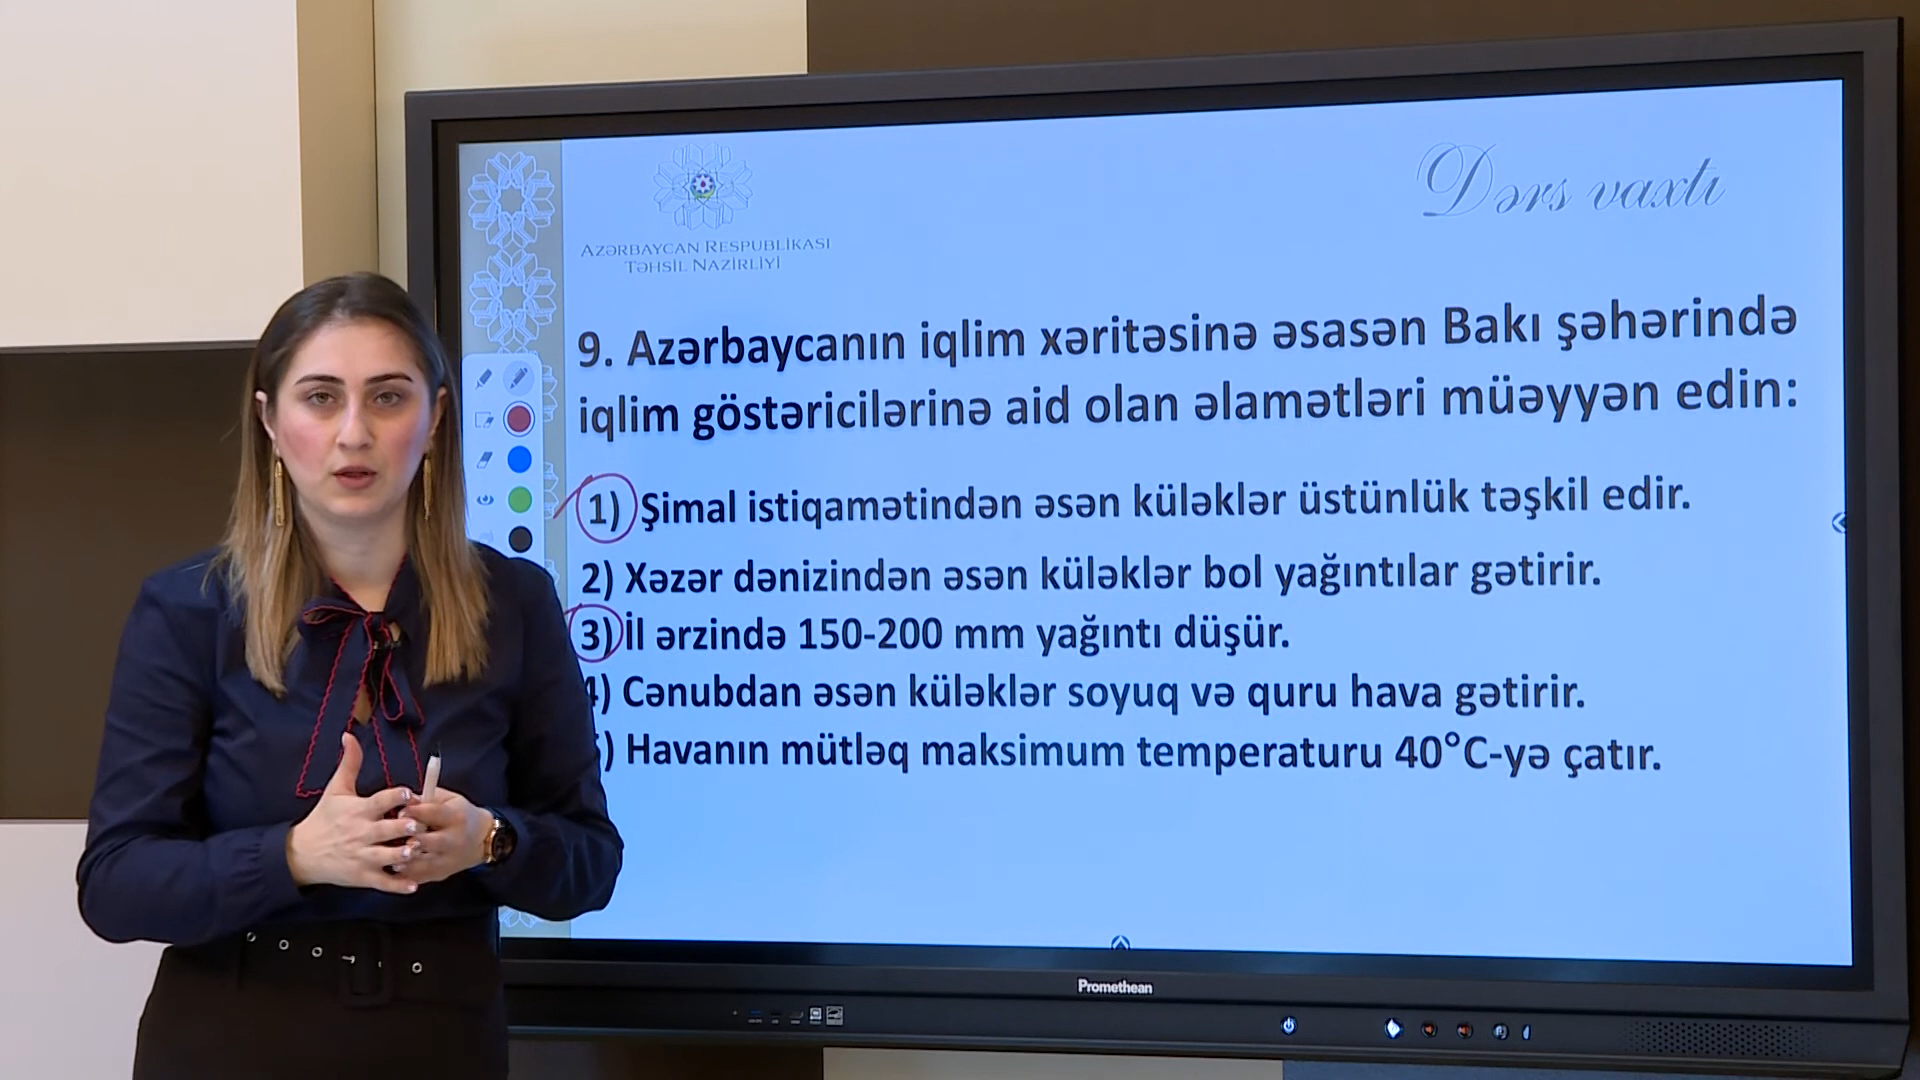 Dərs vaxtı
AZƏRBAYCAN RESPUBLİKASI
TƏHSİL NAZİRLİYİ
9. Azərbaycanın iqlim xəritəsinə əsasən Bakı şəhərində
iqlim göstəricilərinə aid olan əlamətləri müəyyən edin:
1) Şimal istiqamətindən əsən küləklər üstünlük təşkil edir.
2) Xəzər dənizindən əsən küləklər bol yağıntılar gətirir.
3) İl ərzində 150-200 mm yağıntı düşür.
4) Cənubdan əsən küləklər soyuq və quru hava gətirir.
5) Havanın mütləq maksimum temperaturu 40°C-yə çatır.
Promethean